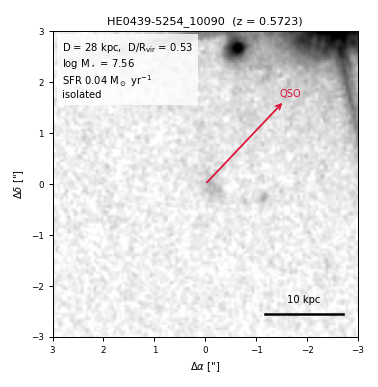 HE0439-5254_10090 (z = 0.5723)
D = 28 kpc, D/Rvir = 0.53
log M⋆ = 7.56
SFR 0.04 M⊙ yr⁻¹
isolated
QSO
10 kpc
3
2
1
0
−1
−2
−3
3 2 1 0 −1 −2 −3
Δδ ["]
Δα ["]